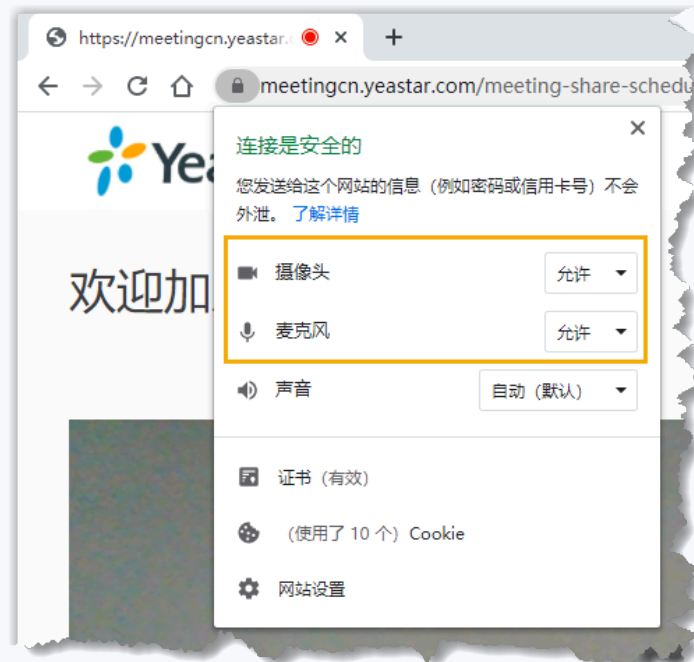 https://meetingcn.yeastar.
meetingcn.yeastar.com/meeting-share-schedu
Yea
连接是安全的
您发送给这个网站的信息（例如密码或信用卡号）不会
外泄。 了解详情
欢迎加
摄像头 允许
麦克风 允许
声音 自动（默认）
证书（有效）
（使用了 10 个）Cookie
网站设置